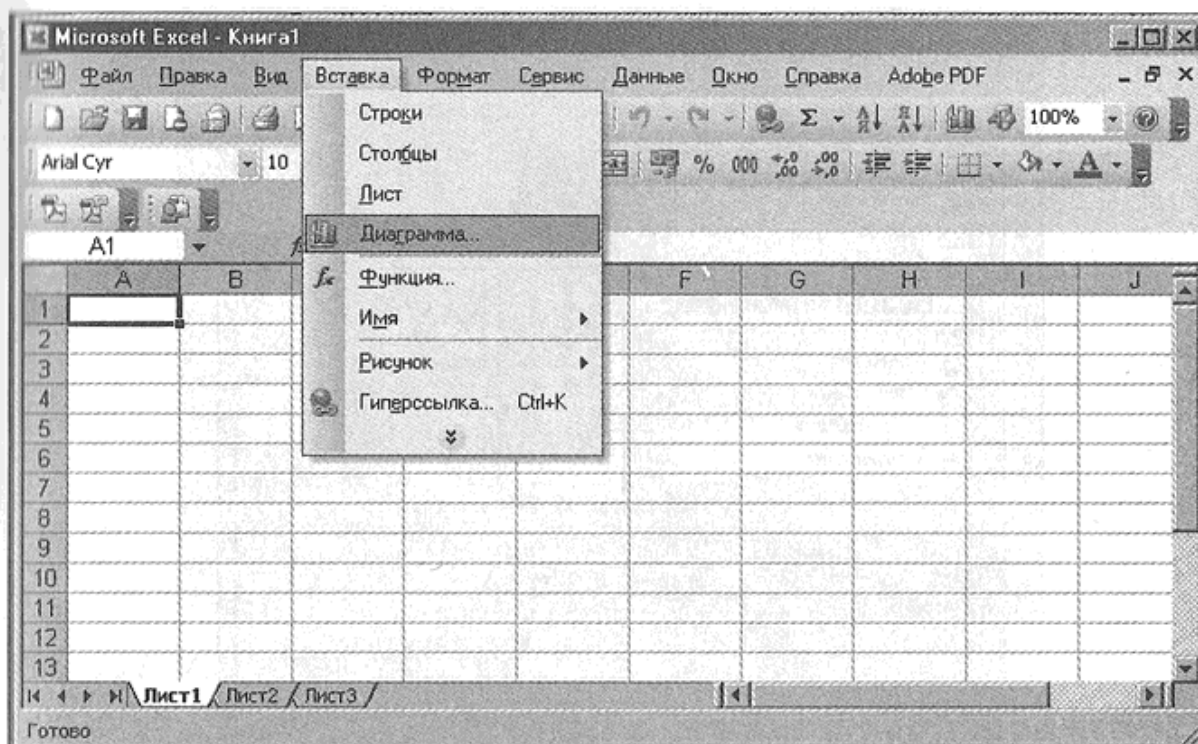 Microsoft Excel - Книга1
Файл Правка Вид Вставка Формат Сервис Данные Окно Справка Adobe PDF
100%
Arial Cyr 10 % 000
A1
Строки
Столбцы
Лист
Диаграмма...
Функция...
Имя
Рисунок
Гиперссылка... Ctrl+K
A B F G H I J
1
2
3
4
5
6
7
8
9
10
11
12
13
Лист1 Лист2 Лист3
Готово